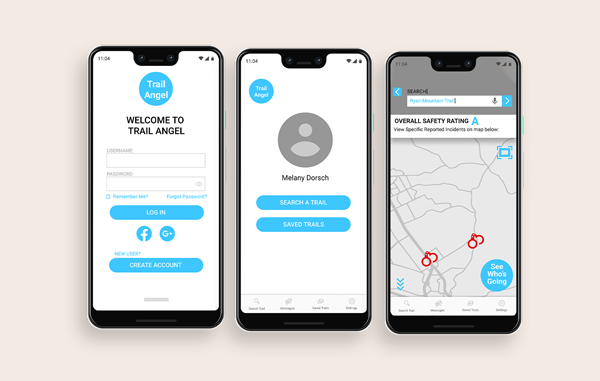 11:04
Trail
Angel
WELCOME TO
TRAIL ANGEL
USERNAME
PASSWORD
Remember Me?
Forgot Password?
LOG IN
G+
NEW USER?
CREATE ACCOUNT
11:04
Trail
Angel
Melany Dorsch
SEARCH A TRAIL
SAVED TRAILS
Search Trail
Messages
Saved Trails
Settings
11:04
SEARCH
Ryan Mountain Trail
OVERALL SAFETY RATING A
View Specific Reported Incidents on map below:
See
Who's
Going
Search Trail
Messages
Saved Trails
Settings